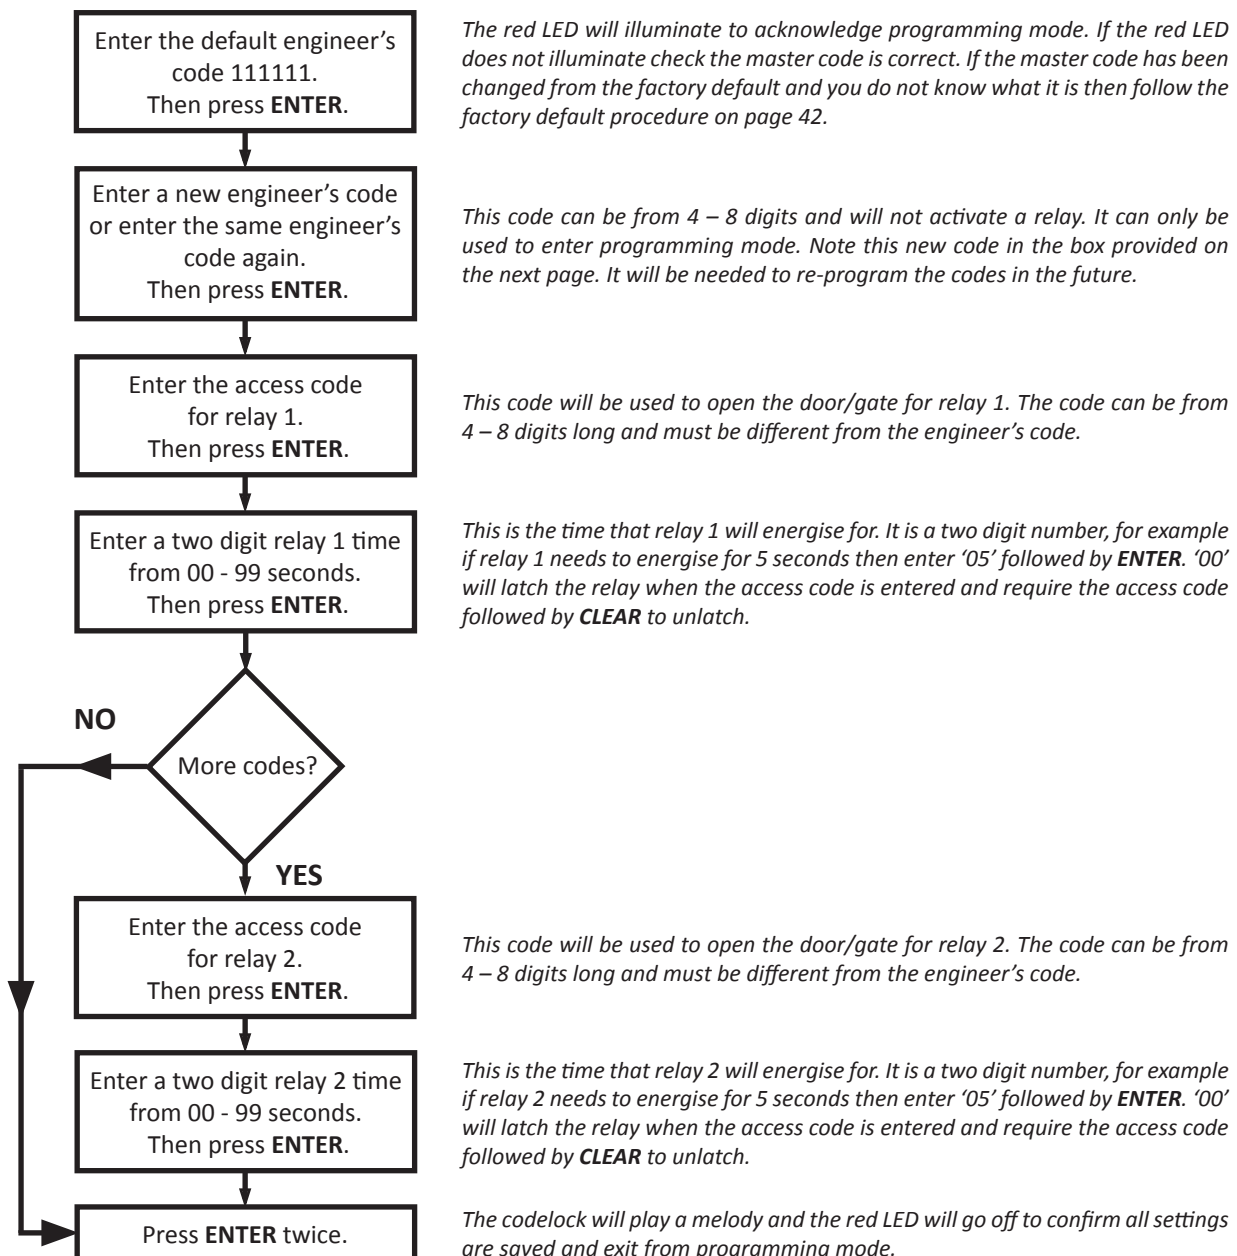 Enter the default engineer’s
code 111111.
Then press ENTER.
The red LED will illuminate to acknowledge programming mode. If the red LED
does not illuminate check the master code is correct. If the master code has been
changed from the factory default and you do not know what it is then follow the
factory default procedure on page 42.
Enter a new engineer’s code
or enter the same engineer’s
code again.
Then press ENTER.
This code can be from 4 – 8 digits and will not activate a relay. It can only be
used to enter programming mode. Note this new code in the box provided on
the next page. It will be needed to re-program the codes in the future.
Enter the access code
for relay 1.
Then press ENTER.
This code will be used to open the door/gate for relay 1. The code can be from
4 – 8 digits long and must be different from the engineer’s code.
Enter a two digit relay 1 time
from 00 - 99 seconds.
Then press ENTER.
This is the time that relay 1 will energise for. It is a two digit number, for example
if relay 1 needs to energise for 5 seconds then enter ‘05’ followed by ENTER. ‘00’
will latch the relay when the access code is entered and require the access code
followed by CLEAR to unlatch.
NO
More codes?
YES
Enter the access code
for relay 2.
Then press ENTER.
This code will be used to open the door/gate for relay 2. The code can be from
4 – 8 digits long and must be different from the engineer’s code.
Enter a two digit relay 2 time
from 00 - 99 seconds.
Then press ENTER.
This is the time that relay 2 will energise for. It is a two digit number, for example
if relay 2 needs to energise for 5 seconds then enter ‘05’ followed by ENTER. ‘00’
will latch the relay when the access code is entered and require the access code
followed by CLEAR to unlatch.
Press ENTER twice.
The codelock will play a melody and the red LED will go off to confirm all settings
are saved and exit from programming mode.